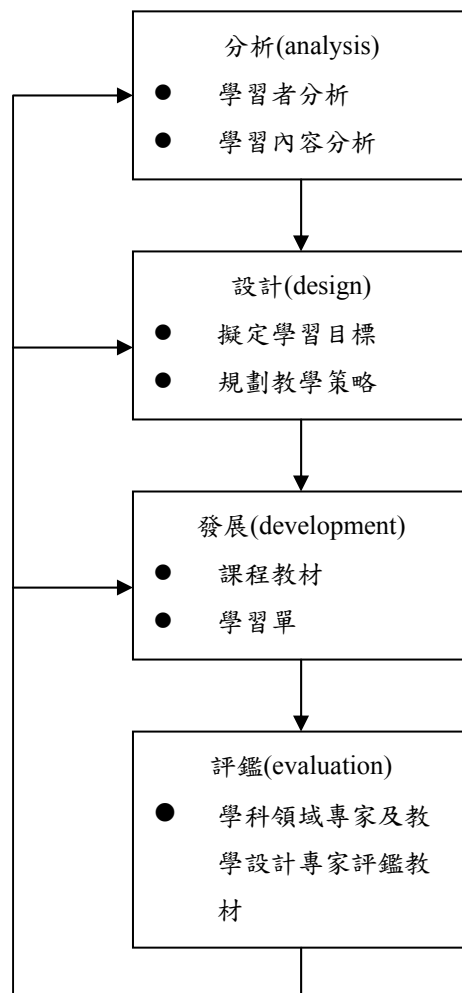 分析(analysis)
● 學習者分析
● 學習內容分析
設計(design)
● 擬定學習目標
● 規劃教學策略
發展(development)
● 課程教材
● 學習單
評鑑(evaluation)
● 學科領域專家及教
學設計專家評鑑教
材